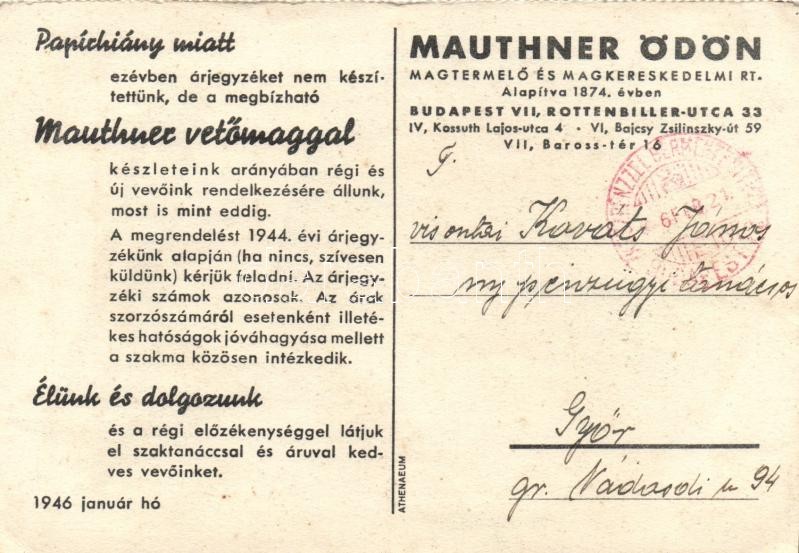 Papírhiány miatt
ezévben árjegyzéket nem készí-
tettünk, de a megbízható
Mauthner vetőmaggal
készleteink arányában régi és
új vevőink rendelkezésére állunk,
most is mint eddig.
A megrendelést 1944. évi árjegy-
zékünk alapján (ha nincs, szívesen
küldünk) kérjük feladni. Az árjegy-
zéki számok azonosak. Az árak
szorzószámáról esetenként illeté-
kes hatóságok jóváhagyása mellett
a szakma közösen intézkedik.
Élünk és dolgozunk
és a régi előzékenységgel látjuk
el szaktanáccsal és áruval ked-
ves vevőinket.
1946 január hó
ATHENAEUM
MAUTHNER ÖDÖN
MAGTERMELŐ ÉS MAGKERESKEDELMI RT.
Alapítva 1874. évben
BUDAPEST VII, ROTTENBILLER-UTCA 33
IV, Kossuth Lajos-utca 4 · VI, Bajcsy Zsilinszky-út 59
VII, Baross-tér 16
T.
visontai Kováts János
ny pénzügyi tanácsos
Győr
gr. Nádasdi u 94